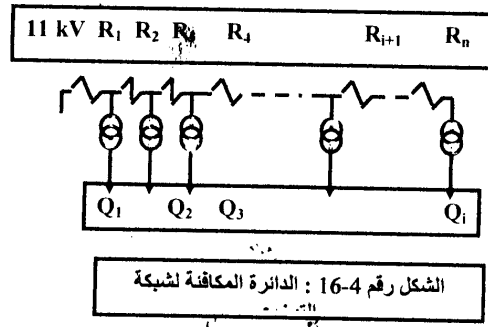 11 kV R₁ R₂ R₄ Rᵢ₊₁ Rₙ
Q₁ Q₂ Q₃ Qᵢ
الشكل رقم 4-16 : الدائرة المكافئة لشبكة